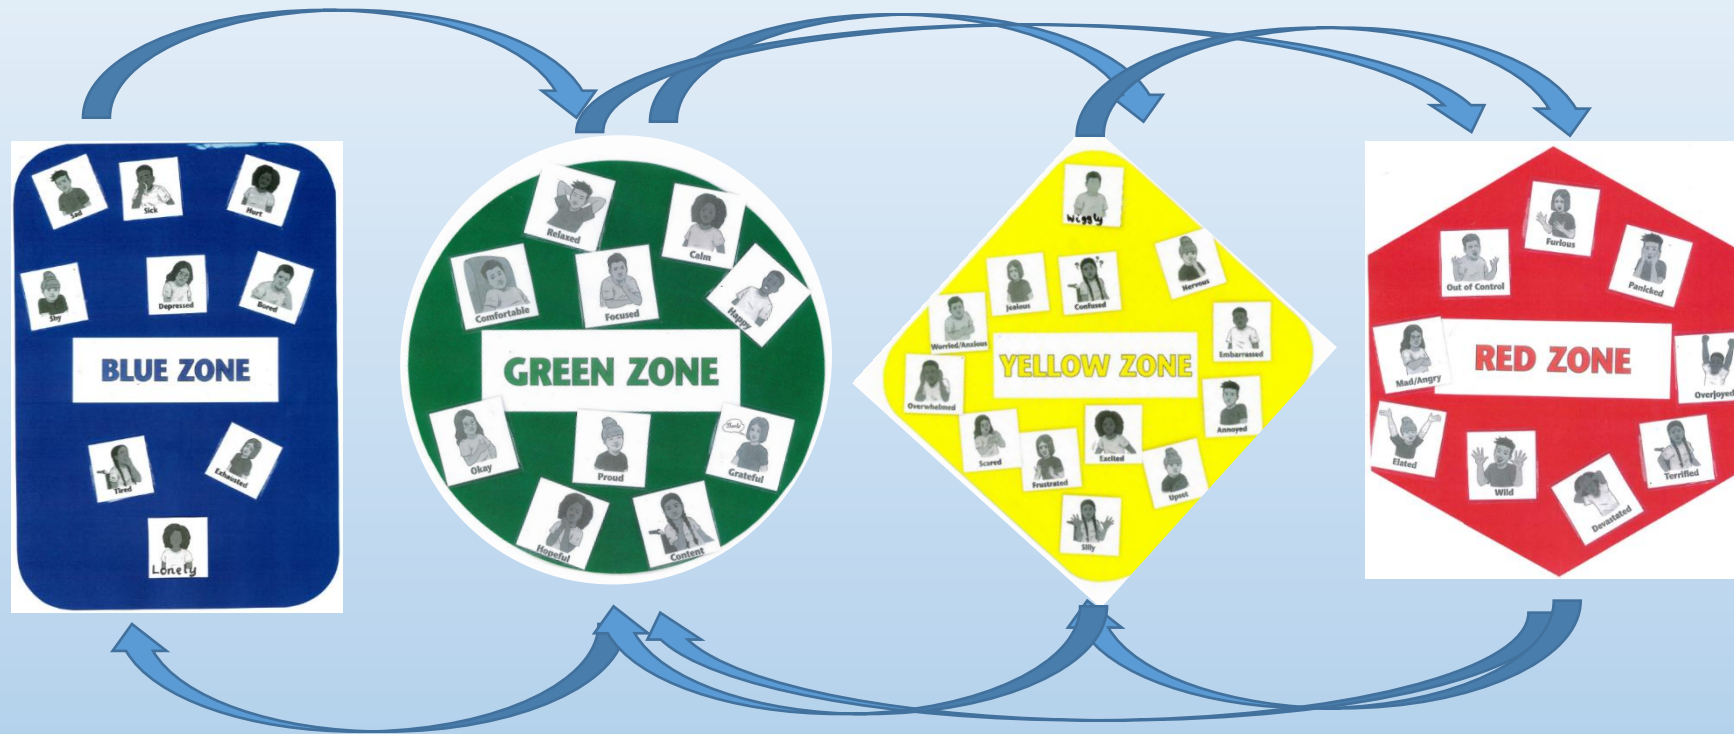 Sad
Sick
Hurt
Shy
Depressed
Bored
BLUE ZONE
Tired
Exhausted
Lonely
Relaxed
Calm
Comfortable
Focused
Happy
GREEN ZONE
Okay
Proud
Thanks
Grateful
Hopeful
Content
Wiggly
Jealous
? ?
Confused
Nervous
Worried/Anxious
Embarrassed
YELLOW ZONE
Overwhelmed
Annoyed
Scared
Frustrated
Excited
Upset
Silly
Furious
Out of Control
Panicked
Mad/Angry
RED ZONE
Overjoyed
Elated
Wild
Devastated
Terrified